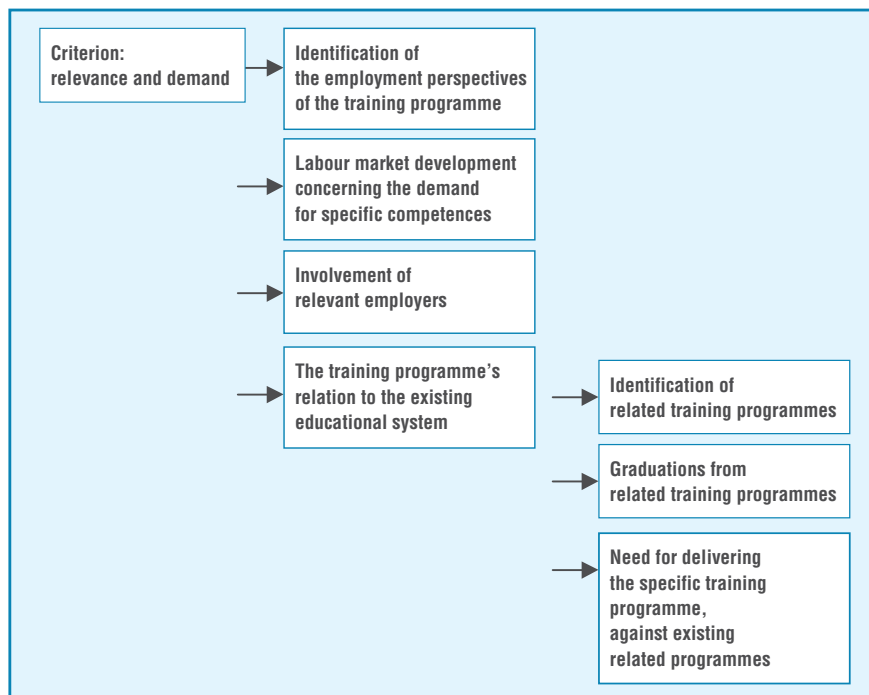 Criterion:
relevance and demand
Identification of
the employment perspectives
of the training programme
Labour market development
concerning the demand
for specific competences
Involvement of
relevant employers
The training programme's
relation to the existing
educational system
Identification of
related training programmes
Graduations from
related training programmes
Need for delivering
the specific training
programme,
against existing
related programmes